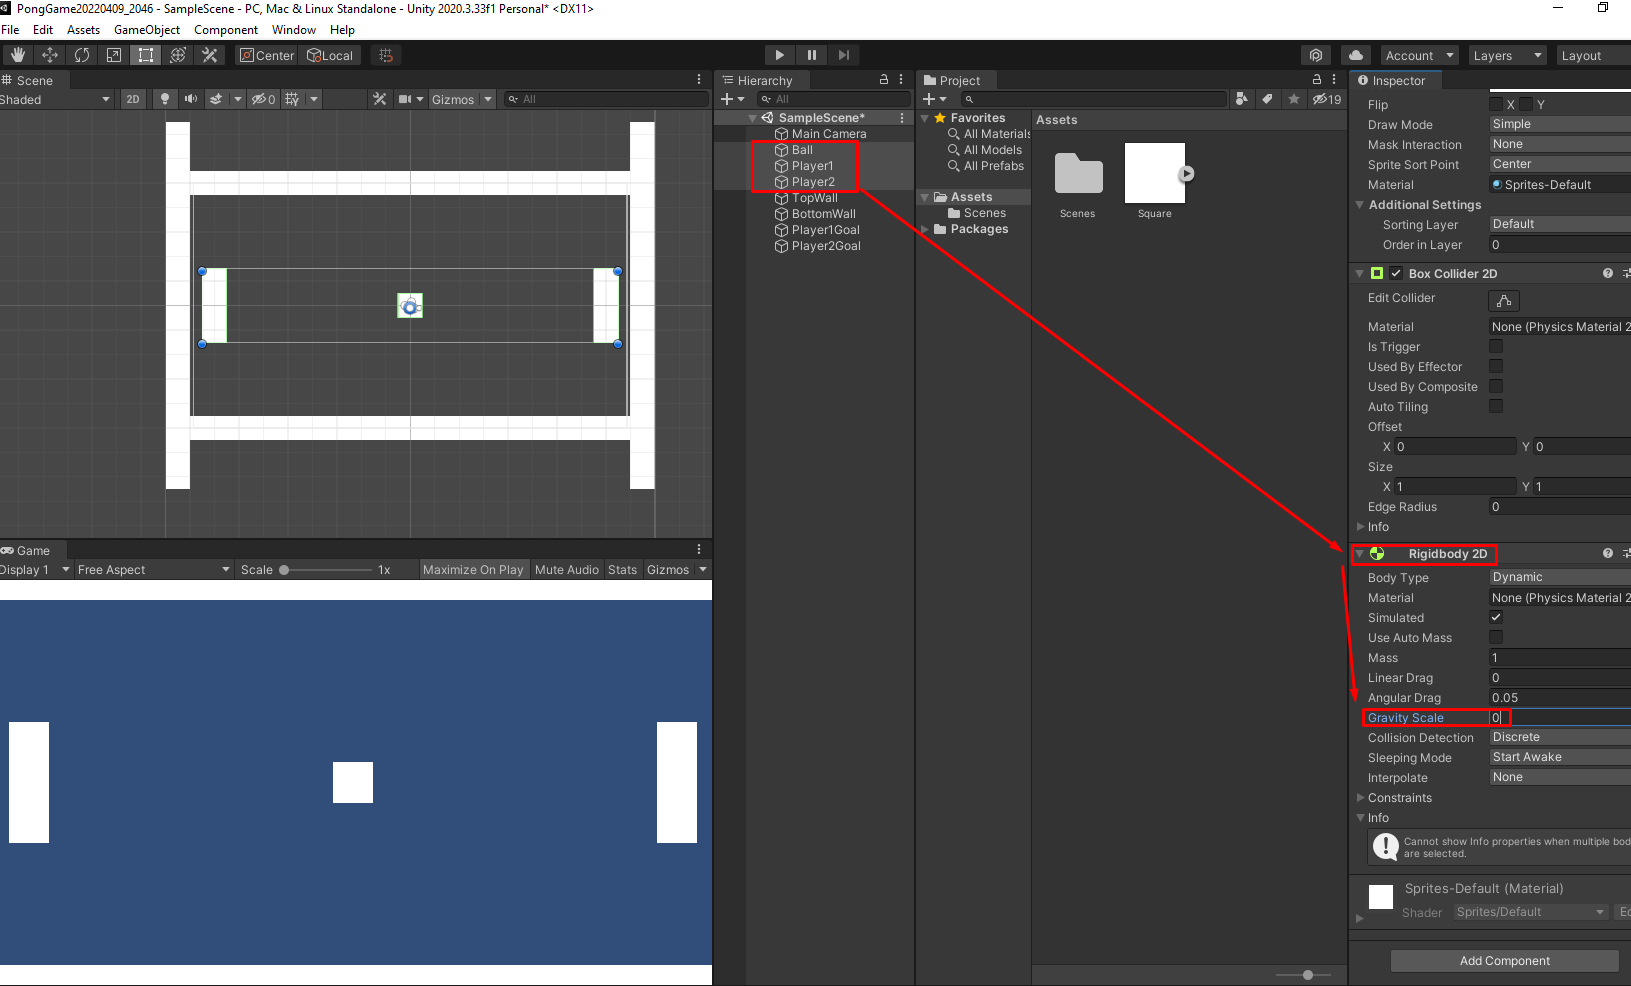 PongGame20220409_2046 - SampleScene - PC, Mac & Linux Standalone - Unity 2020.3.33f1 Personal* <DX11>
File Edit Assets GameObject Component Window Help
Center Local Account Layers Layout
Scene
Shaded 2D 0 Gizmos All
Hierarchy
All
SampleScene*
Main Camera
Ball
Player1
Player2
TopWall
BottomWall
Player1Goal
Player2Goal
Project
19
Favorites
All Materials
All Models
All Prefabs
Assets
Scenes
Packages
Assets
Scenes
Square
Inspector
Flip X Y
Draw Mode Simple
Mask Interaction None
Sprite Sort Point Center
Material Sprites-Default
Additional Settings
Sorting Layer Default
Order in Layer 0
Box Collider 2D
Edit Collider
Material None (Physics Material 2
Is Trigger
Used By Effector
Used By Composite
Auto Tiling
Offset
X 0 Y 0
Size
X 1 Y 1
Edge Radius 0
Info
Rigidbody 2D
Body Type Dynamic
Material None (Physics Material 2
Simulated
Use Auto Mass
Mass 1
Linear Drag 0
Angular Drag 0.05
Gravity Scale 0
Collision Detection Discrete
Sleeping Mode Start Awake
Interpolate None
Constraints
Info
Cannot show Info properties when multiple bod
are selected.
Sprites-Default (Material)
Shader Sprites/Default Ed
Add Component
Game
Display 1 Free Aspect Scale 1x Maximize On Play Mute Audio Stats Gizmos